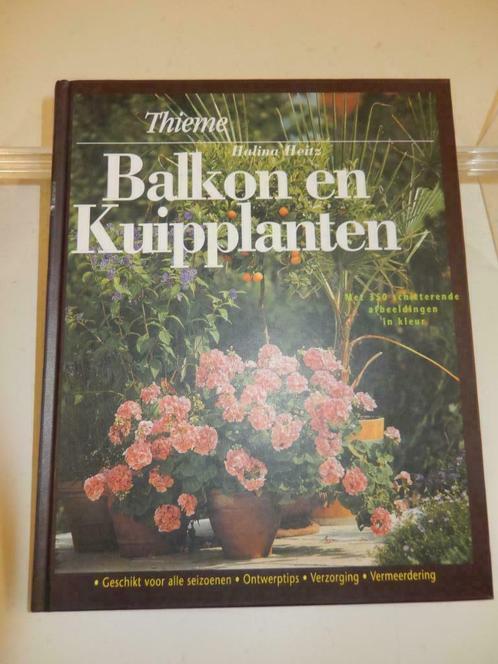 Thieme
Halina Heitz
Balkon en
Kuipplanten
Met 350 schitterende
afbeeldingen
in kleur
• Geschikt voor alle seizoenen • Ontwerptips • Verzorging • Vermeerdering